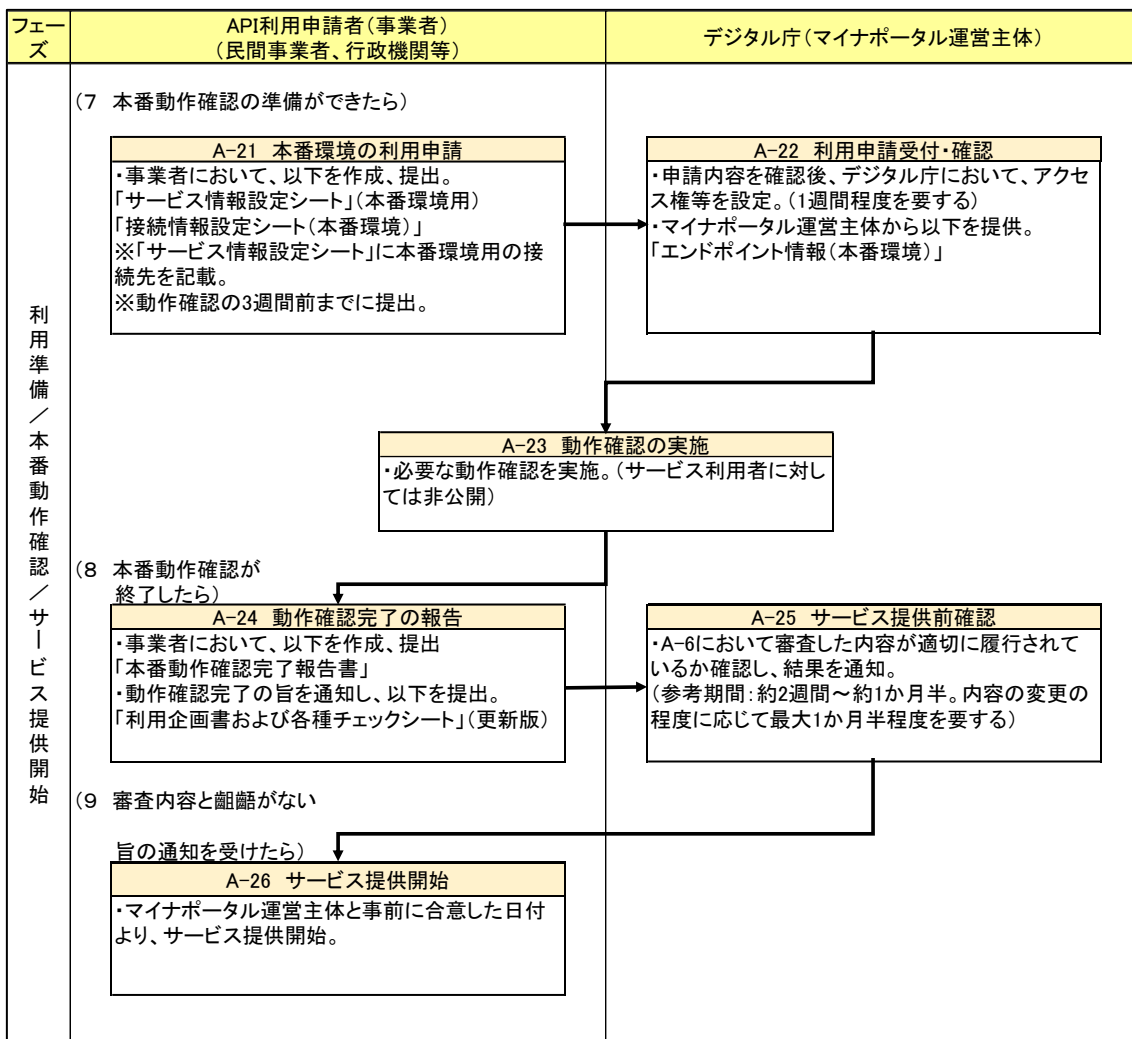 フェー
ズ
API利用申請者(事業者)
(民間事業者、行政機関等)
デジタル庁(マイナポータル運営主体)
利用準備/本番動作確認/サービス提供開始
(7 本番動作確認の準備ができたら)
A-21 本番環境の利用申請
・事業者において、以下を作成、提出。
「サービス情報設定シート」(本番環境用)
「接続情報設定シート(本番環境)」
※「サービス情報設定シート」に本番環境用の接
続先を記載。
※動作確認の3週間前までに提出。
A-22 利用申請受付・確認
・申請内容を確認後、デジタル庁において、アクセ
ス権等を設定。(1週間程度を要する)
・マイナポータル運営主体から以下を提供。
「エンドポイント情報(本番環境)」
A-23 動作確認の実施
・必要な動作確認を実施。(サービス利用者に対し
ては非公開)
(8 本番動作確認が
終了したら)
A-24 動作確認完了の報告
・事業者において、以下を作成、提出
「本番動作確認完了報告書」
・動作確認完了の旨を通知し、以下を提出。
「利用企画書および各種チェックシート」(更新版)
A-25 サービス提供前確認
・A-6において審査した内容が適切に履行されて
いるか確認し、結果を通知。
(参考期間:約2週間～約1か月半。内容の変更の
程度に応じて最大1か月半程度を要する)
(9 審査内容と齟齬がない
旨の通知を受けたら)
A-26 サービス提供開始
・マイナポータル運営主体と事前に合意した日付
より、サービス提供開始。